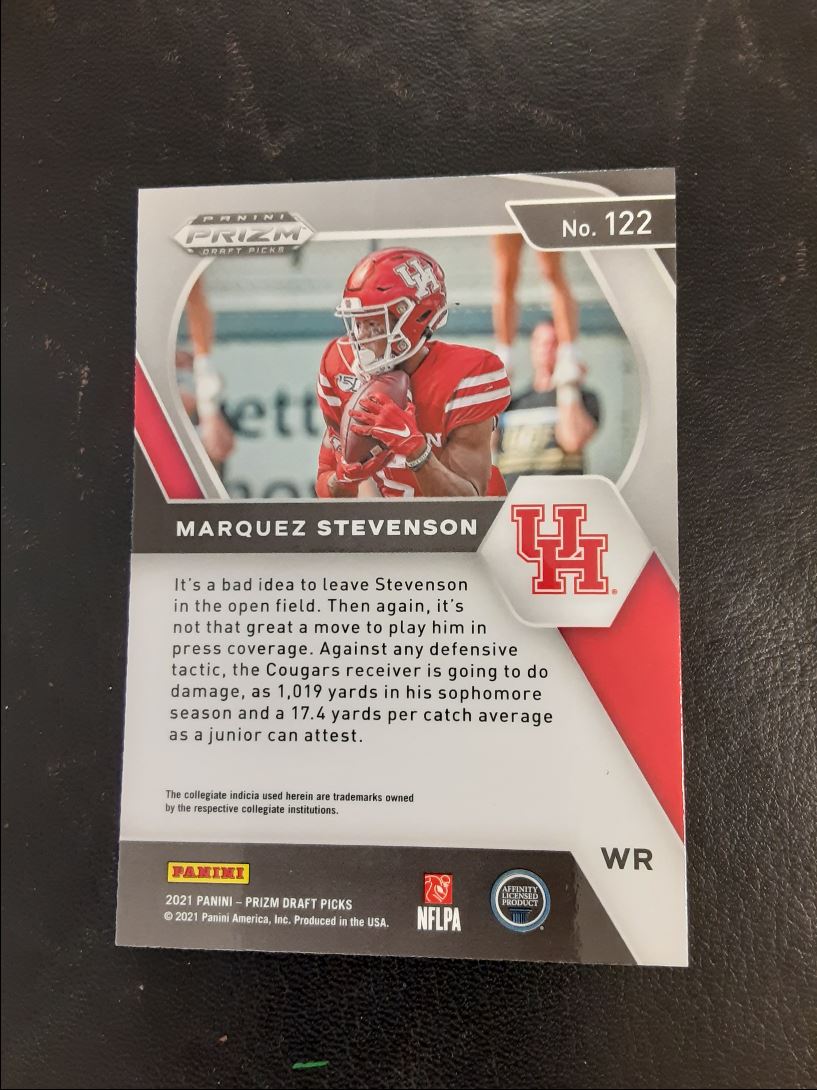 PANINI
PRIZM
DRAFT PICKS
No. 122
UH
150
ett
MARQUEZ STEVENSON
UH
It's a bad idea to leave Stevenson
in the open field. Then again, it's
not that great a move to play him in
press coverage. Against any defensive
tactic, the Cougars receiver is going to do
damage, as 1,019 yards in his sophomore
season and a 17.4 yards per catch average
as a junior can attest.
The collegiate indicia used herein are trademarks owned
by the respective collegiate institutions.
WR
PANINI
2021 PANINI – PRIZM DRAFT PICKS
© 2021 Panini America, Inc. Produced in the USA.
NFLPA
AFFINITY
LICENSED
PRODUCT